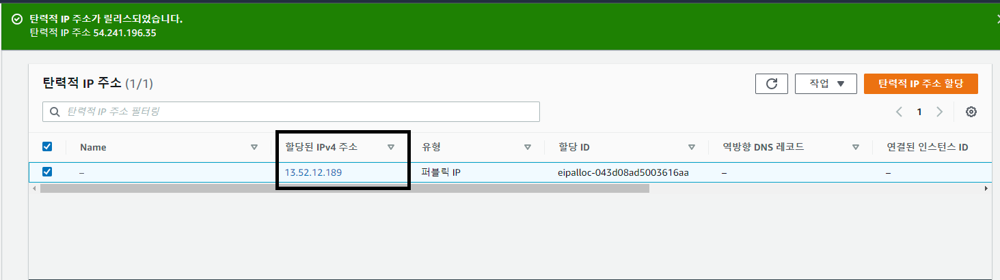 탄력적 IP 주소가 릴리스되었습니다.
탄력적 IP 주소 54.241.196.35
탄력적 IP 주소 (1/1)
작업
탄력적 IP 주소 할당
탄력적 IP 주소 필터링
1
Name 할당된 IPv4 주소 유형 할당 ID 역방향 DNS 레코드 연결된 인스턴스 ID
– 13.52.12.189 퍼블릭 IP eipalloc-043d08ad5003616aa – –